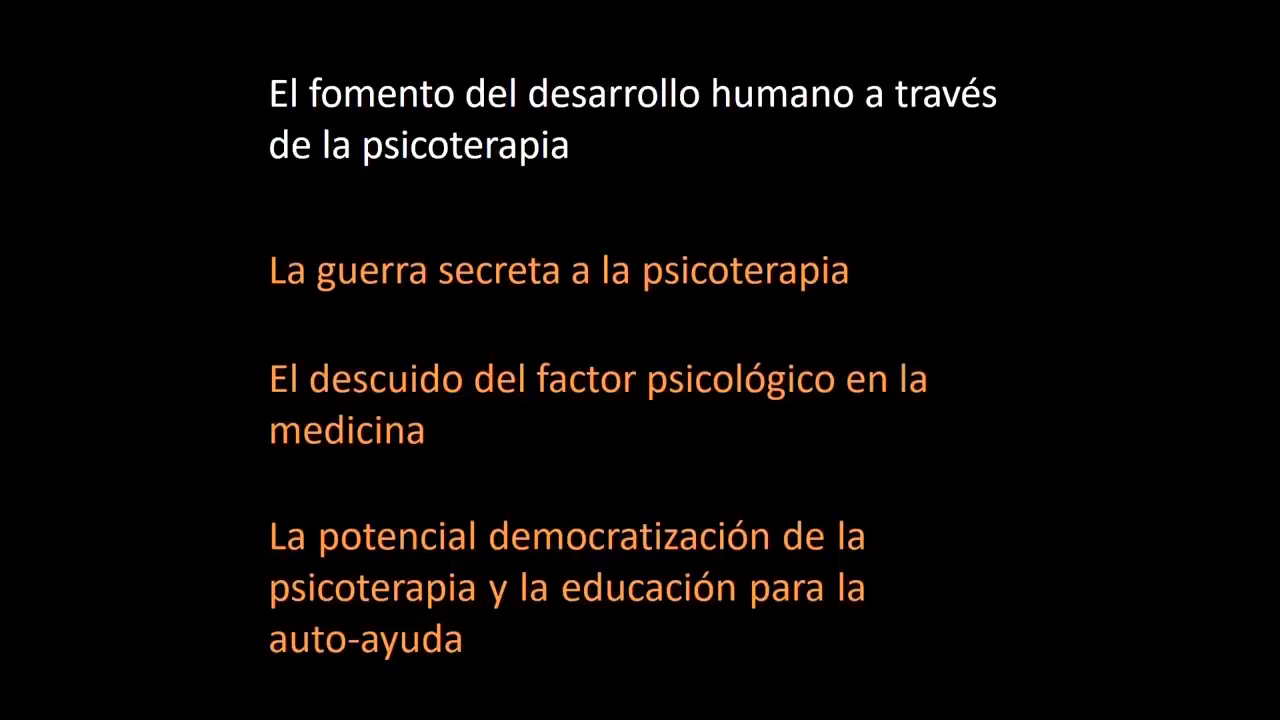 El fomento del desarrollo humano a través
de la psicoterapia
La guerra secreta a la psicoterapia
El descuido del factor psicológico en la
medicina
La potencial democratización de la
psicoterapia y la educación para la
auto-ayuda